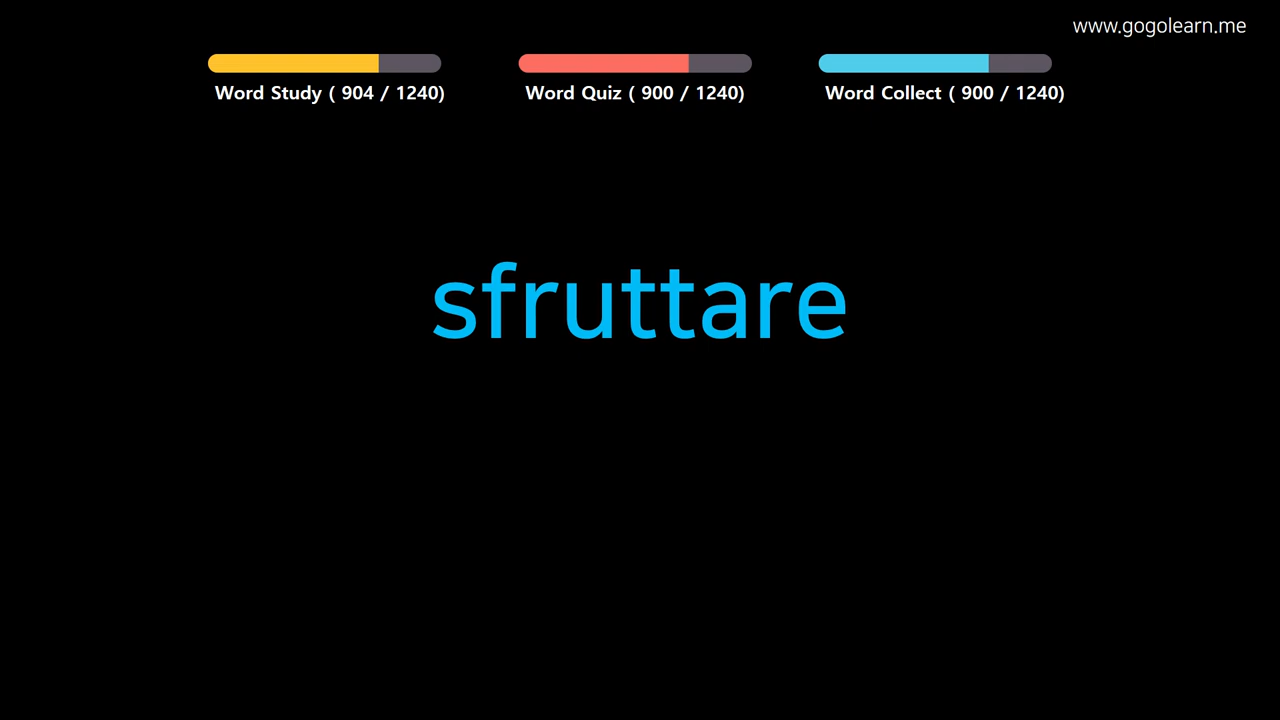 www.gogolearn.me
Word Study ( 904 / 1240)
Word Quiz ( 900 / 1240)
Word Collect ( 900 / 1240)
sfruttare